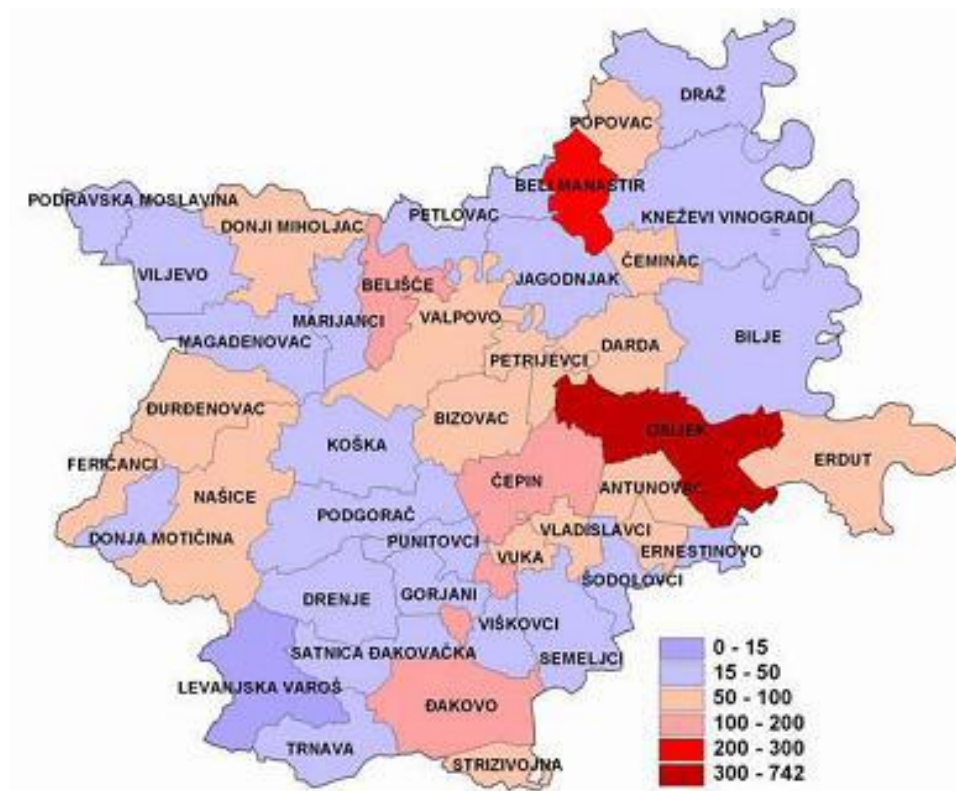 DRAŽ
POPOVAC
BELI MANASTIR
PODRAVSKA MOSLAVINA
PETLOVAC
KNEŽEVI VINOGRADI
DONJI MIHOLJAC
ČEMINAC
VILJEVO
BELIŠĆE
JAGODNJAK
MARIJANCI
VALPOVO
MAGADENOVAC
DARDA
BILJE
PETRIJEVCI
ĐURĐENOVAC
BIZOVAC
OSIJEK
KOŠKA
FERIČANCI
ERDUT
ČEPIN
NAŠICE
ANTUNOVAC
PODGORAČ
VLADISLAVCI
DONJA MOTIČINA
PUNITOVCI
VUKA
ERNESTINOVO
ŠODOLOVCI
DRENJE
GORJANI
VIŠKOVCI
SATNICA ĐAKOVAČKA
SEMELJCI
LEVANJSKA VAROŠ
ĐAKOVO
TRNAVA
STRIZIVOJNA
0 - 15
15 - 50
50 - 100
100 - 200
200 - 300
300 - 742